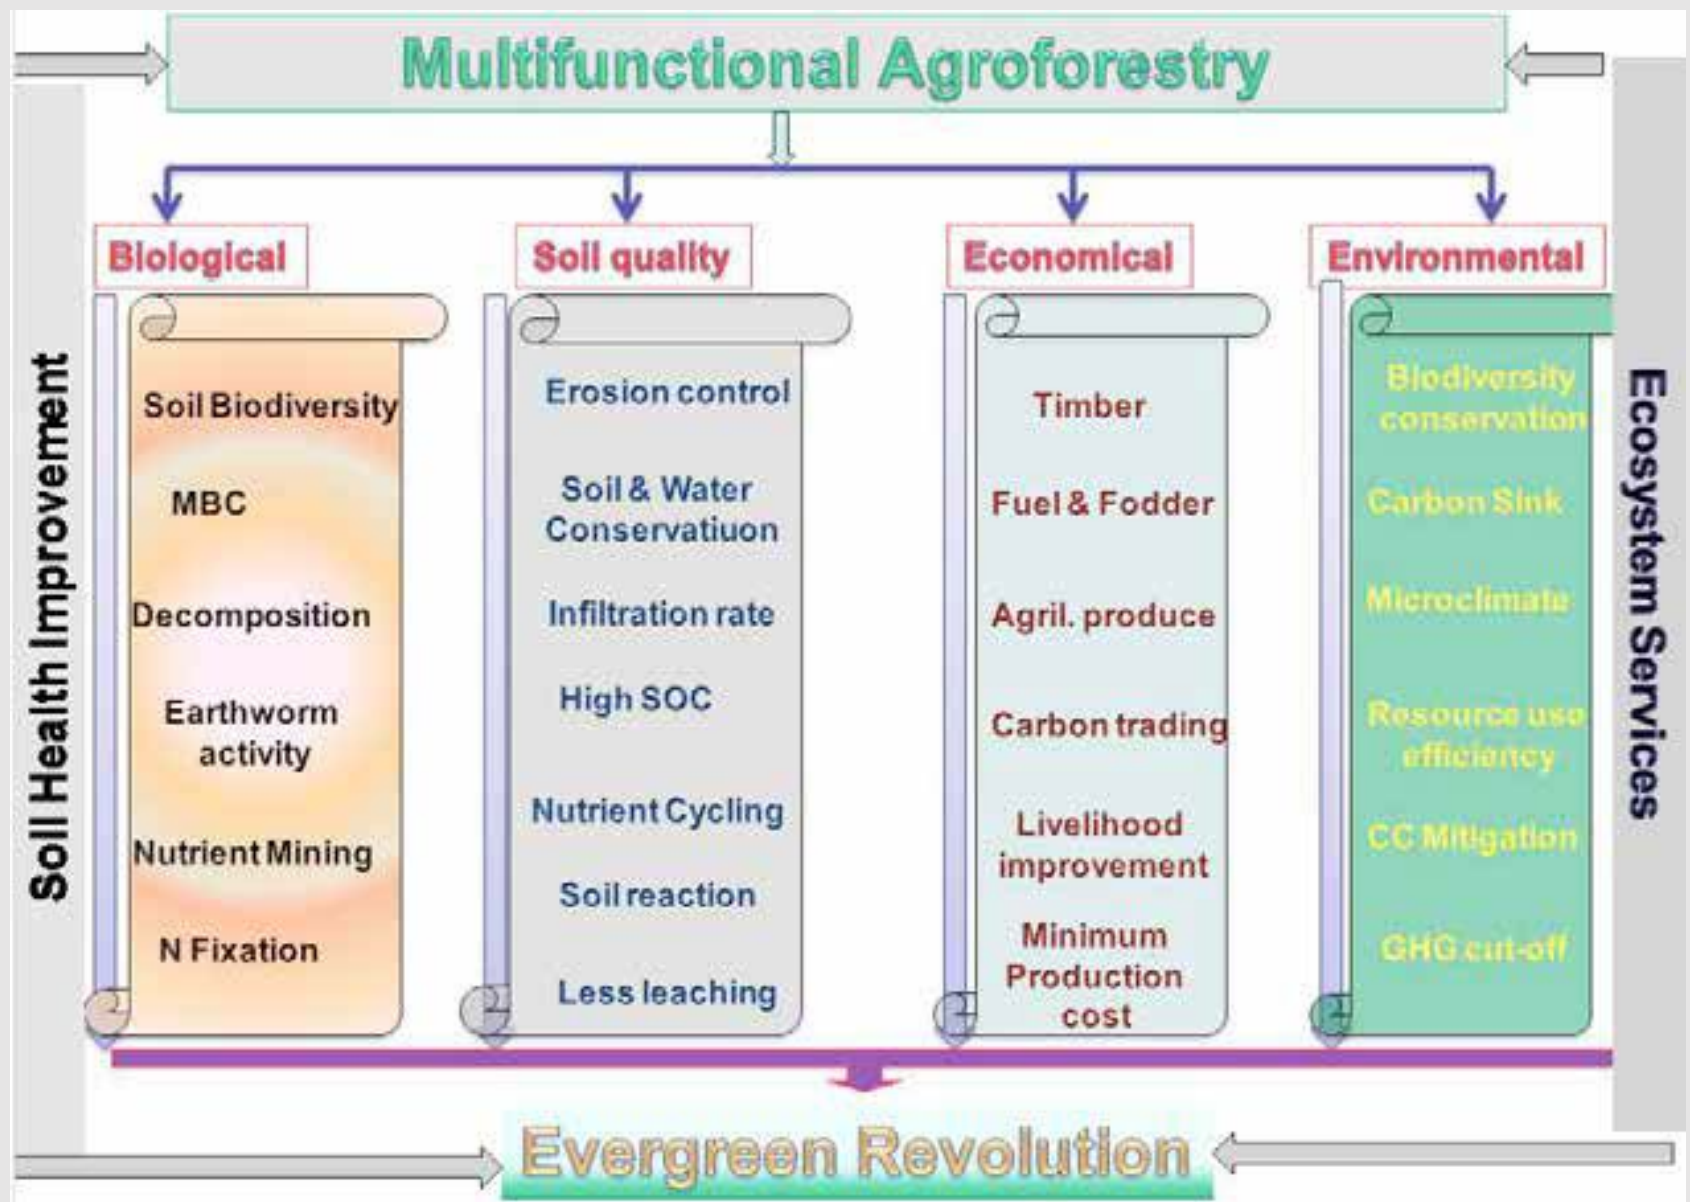 Multifunctional Agroforestry
Biological
Soil quality
Economical
Environmental
Soil Health Improvement
Soil Biodiversity
MBC
Decomposition
Earthworm
activity
Nutrient Mining
N Fixation
Erosion control
Soil & Water
Conservatiuon
Infiltration rate
High SOC
Nutrient Cycling
Soil reaction
Less leaching
Timber
Fuel & Fodder
Agril. produce
Carbon trading
Livelihood
improvement
Minimum
Production
cost
Biodiversity
conservation
Carbon Sink
Microclimate
Resource use
efficiency
CC Mitigation
GHG cut-off
Ecosystem Services
Evergreen Revolution